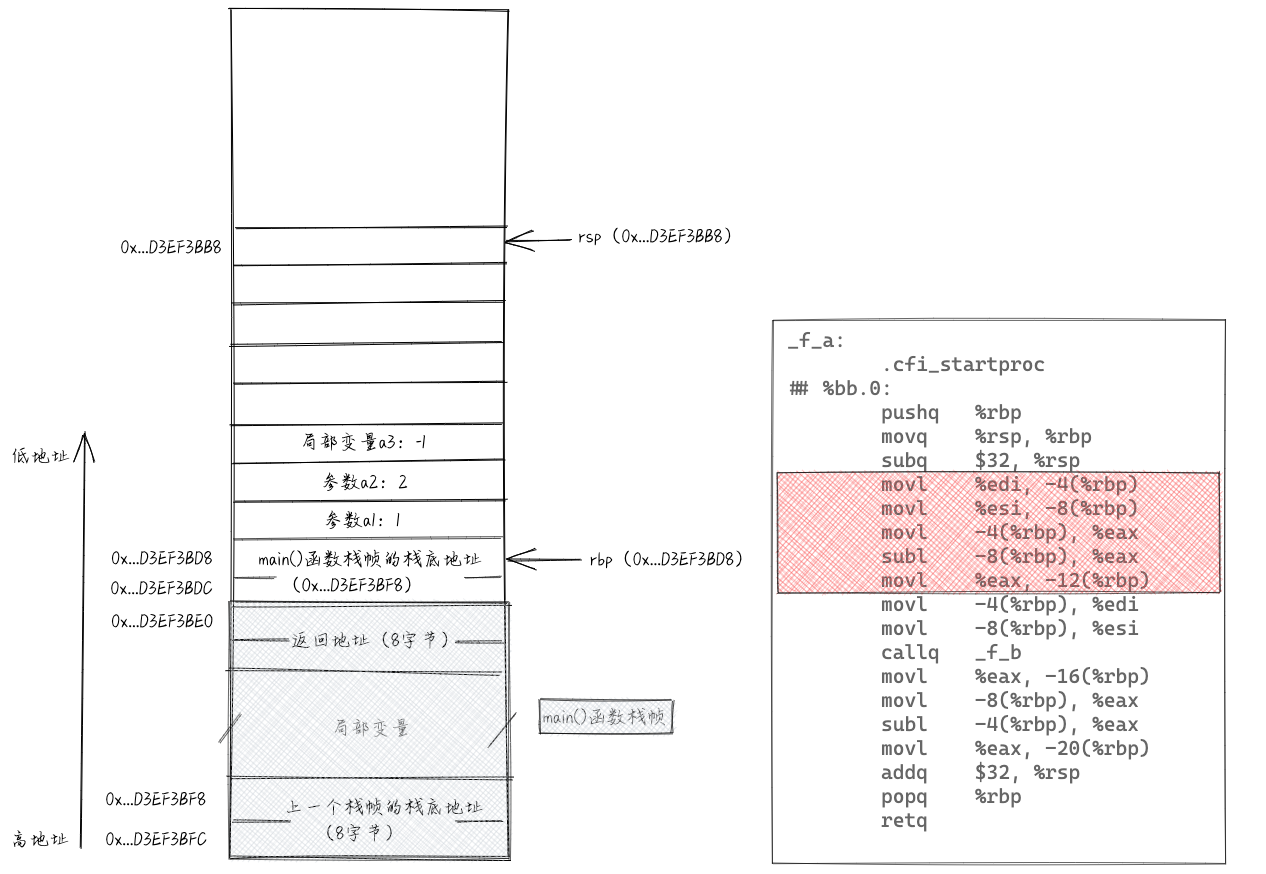 0x...D3EF3BB8
rsp (0x...D3EF3BB8)
低地址
局部变量a3: -1
参数a2: 2
参数a1: 1
0x...D3EF3BD8
main()函数栈帧的栈底地址
(0x...D3EF3BF8)
rbp (0x...D3EF3BD8)
0x...D3EF3BDC
0x...D3EF3BE0
返回地址 (8字节)
局部变量
main()函数栈帧
0x...D3EF3BF8
上一个栈帧的栈底地址
(8字节)
高地址
0x...D3EF3BFC
_f_a:
.cfi_startproc
## %bb.0:
pushq %rbp
movq %rsp, %rbp
subq $32, %rsp
movl %edi, -4(%rbp)
movl %esi, -8(%rbp)
movl -4(%rbp), %eax
subl -8(%rbp), %eax
movl %eax, -12(%rbp)
movl -4(%rbp), %edi
movl -8(%rbp), %esi
callq _f_b
movl %eax, -16(%rbp)
movl -8(%rbp), %eax
subl -4(%rbp), %eax
movl %eax, -20(%rbp)
addq $32, %rsp
popq %rbp
retq